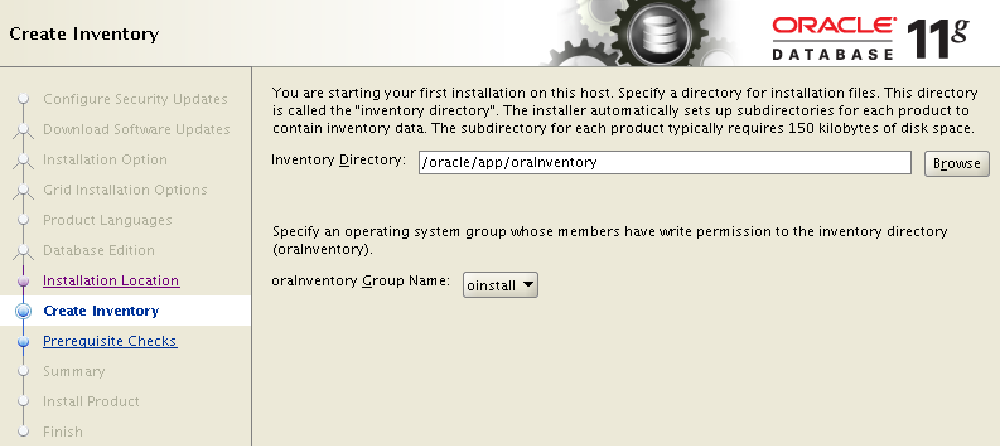 Create Inventory
ORACLE
DATABASE
11g
Configure Security Updates
Download Software Updates
Installation Option
Grid Installation Options
Product Languages
Database Edition
Installation Location
Create Inventory
Prerequisite Checks
Summary
Install Product
Finish
You are starting your first installation on this host. Specify a directory for installation files. This directory
is called the "inventory directory". The installer automatically sets up subdirectories for each product to
contain inventory data. The subdirectory for each product typically requires 150 kilobytes of disk space.
Inventory Directory: /oracle/app/oraInventory Browse
Specify an operating system group whose members have write permission to the inventory directory
(oraInventory).
oraInventory Group Name: oinstall